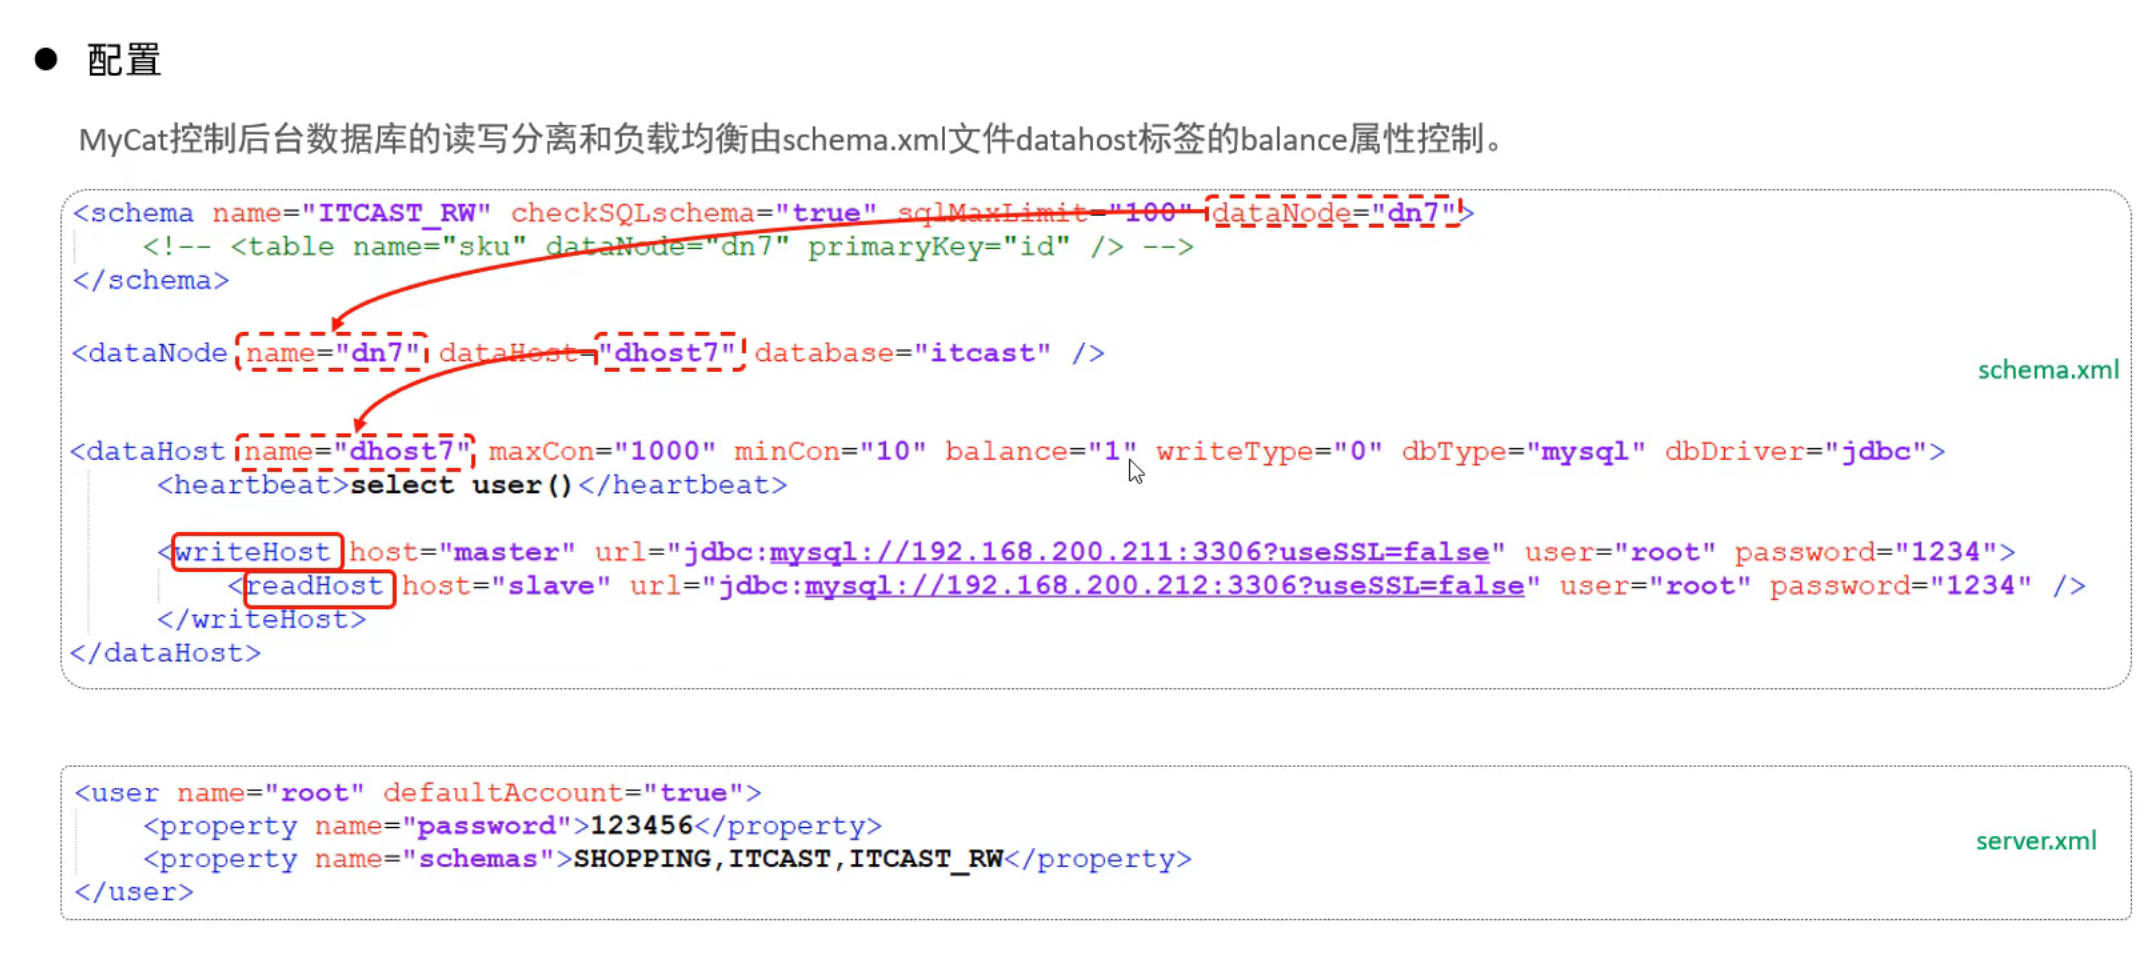 ● 配置
MyCat控制后台数据库的读写分离和负载均衡由schema.xml文件datahost标签的balance属性控制。
<schema name="ITCAST_RW" checkSQLschema="true" sqlMaxLimit="100" dataNode="dn7">
<!-- <table name="sku" dataNode="dn7" primaryKey="id" /> -->
</schema>
<dataNode name="dn7" dataHost="dhost7" database="itcast" />
schema.xml
<dataHost name="dhost7" maxCon="1000" minCon="10" balance="1" writeType="0" dbType="mysql" dbDriver="jdbc">
<heartbeat>select user()</heartbeat>
<writeHost host="master" url="jdbc:mysql://192.168.200.211:3306?useSSL=false" user="root" password="1234">
<readHost host="slave" url="jdbc:mysql://192.168.200.212:3306?useSSL=false" user="root" password="1234" />
</writeHost>
</dataHost>
<user name="root" defaultAccount="true">
<property name="password">123456</property>
server.xml
<property name="schemas">SHOPPING,ITCAST,ITCAST_RW</property>
</user>